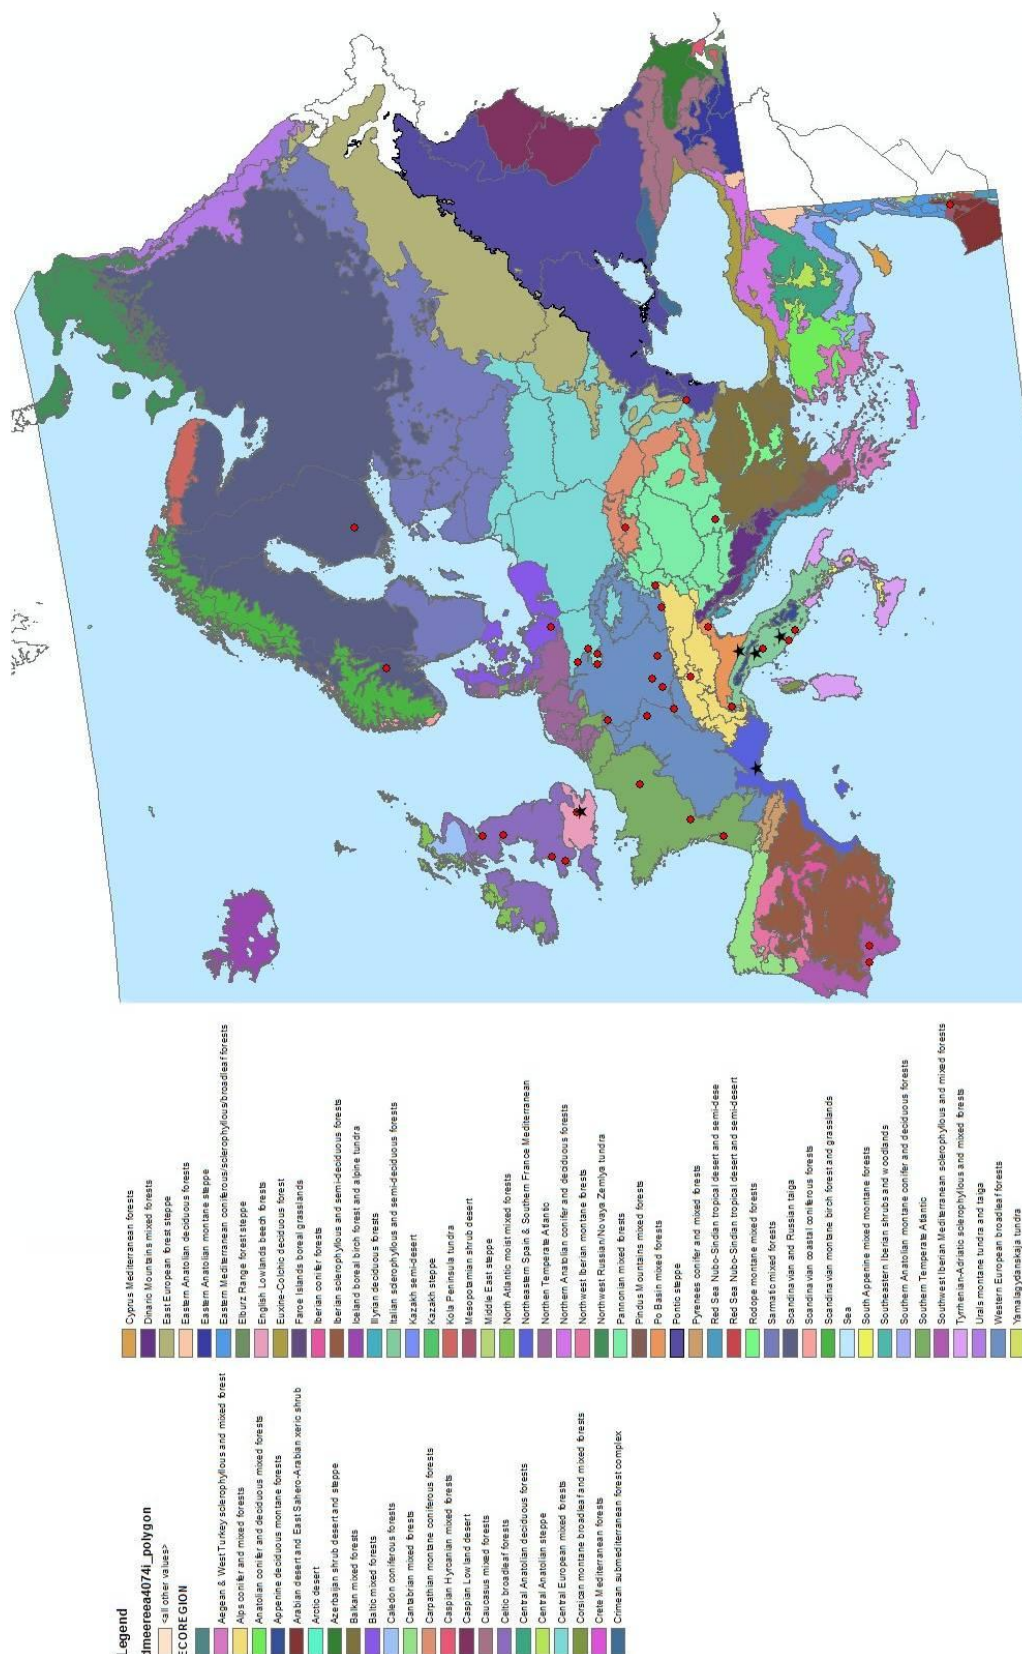 Legend
dmereea4074i_polygon
<all other values>
ECOREGION
Aegean & West Turkey sclerophyllous and mixed forest
Alps conifer and mixed forests
Anatolian conifer and deciduous mixed forests
Appenine deciduous montane forests
Arabian desert and East Sahero-Arabian xeric shrub
Arctic desert
Azerbaijan shrub desert and steppe
Balkan mixed forests
Baltic mixed forests
Caledon coniferous forests
Cantabrian mixed forests
Carpathian montane coniferous forests
Caspian Hyrcanian mixed forests
Caspian Lowland desert
Caucasus mixed forests
Celtic broadleaf forests
Central Anatolian deciduous forests
Central Anatolian steppe
Central European mixed forests
Corsican montane broadleaf and mixed forests
Crete Mediterranean forests
Crimean submediterranean forest complex
Cyprus Mediterranean forests
Dinaric Mountains mixed forests
East European forest steppe
Eastern Anatolian deciduous forests
Eastern Anatolian montane steppe
Eastern Mediterranean coniferous/sclerophyllous/broadleaf forests
Elburz Range forest steppe
English Lowlands beech forests
Euxine-Colchic deciduous forest
Faroe Islands boreal grasslands
Iberian conifer forests
Iberian sclerophyllous and semi-deciduous forests
Iceland boreal birch forest and alpine tundra
Illyrian deciduous forests
Italian sclerophyllous and semi-deciduous forests
Kazakh semi-desert
Kazakh steppe
Kola Peninsula tundra
Mesopotamian shrub desert
Middle East steppe
North Atlantic moist mixed forests
Northeastern Spain & Southern France Mediterranean
Northen Temperate Atlantic
Northern Anatolian conifer and deciduous forests
Northwest Iberian montane forests
Northwest Russian/Novaya Zemlya tundra
Pannonian mixed forests
Pindus Mountains mixed forests
Po Basin mixed forests
Pontic steppe
Pyrenees conifer and mixed forests
Red Sea Nubo-Sindian tropical desert and semi-dese
Red Sea Nubo-Sindian tropical desert and semi-desert
Rodope montane mixed forests
Sarmatic mixed forests
Scandinavian and Russian taiga
Scandinavian coastal coniferous forests
Scandinavian montane birch forest and grasslands
Sea
South Appenine mixed montane forests
Southeastern Iberian shrubs and woodlands
Southern Anatolian montane conifer and deciduous forests
Southern Temperate Atlantic
Southwest Iberian Mediterranean sclerophyllous and mixed forests
Tyrrhenian-Adriatic sclerophyllous and mixed forests
Urals montane tundra and taiga
Western European broadleaf forests
Yamalagydanskaja tundra